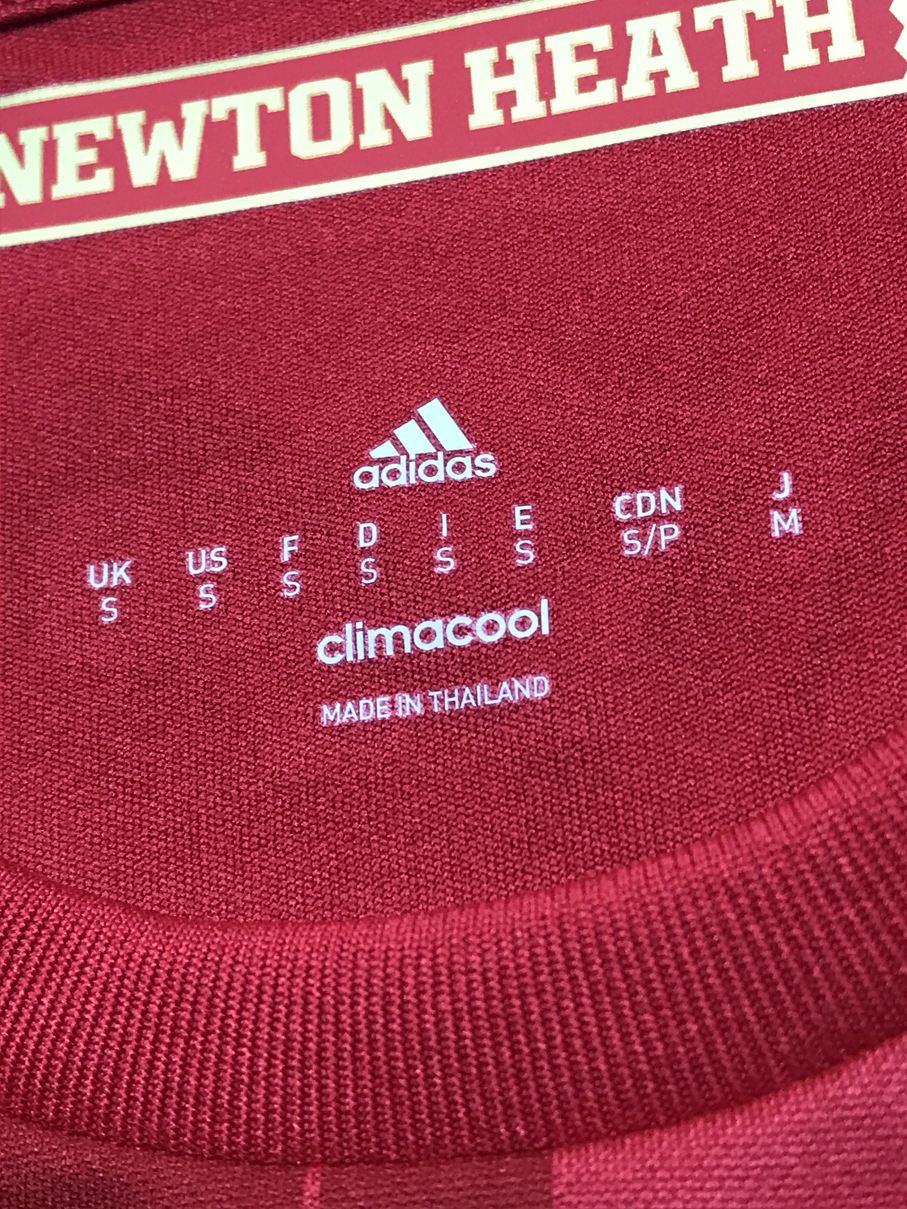 NEWTON HEATH
adidas
UK US F D I E CDN J
S S S S S S S/P M
climacool
MADE IN THAILAND